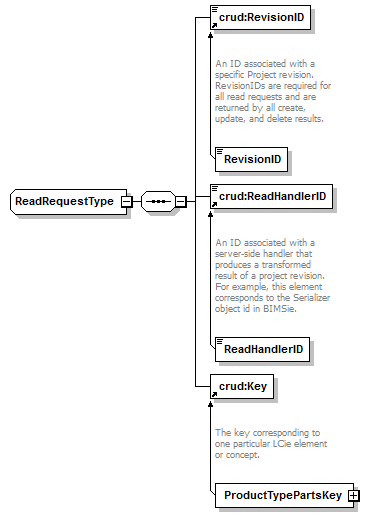 crud:RevisionID
An ID associated with a
specific Project revision.
RevisionIDs are required for
all read requests and are
returned by all create,
update, and delete results.
RevisionID
ReadRequestType
crud:ReadHandlerID
An ID associated with a
server-side handler that
produces a transformed
result of a project revision.
For example, this element
corresponds to the Serializer
object id in BIMSie.
ReadHandlerID
crud:Key
The key corresponding to
one particular LCie element
or concept.
ProductTypePartsKey